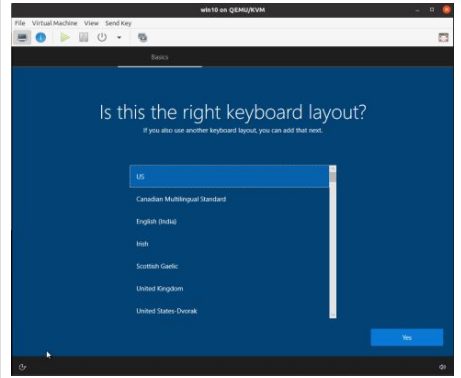 win10 on QEMU/KVM
File Virtual Machine View Send Key
Basics
Is this the right keyboard layout?
If you also use another keyboard layout, you can add that next.
US
Canadian Multilingual Standard
English (India)
Irish
Scottish Gaelic
United Kingdom
United States-Dvorak
Yes